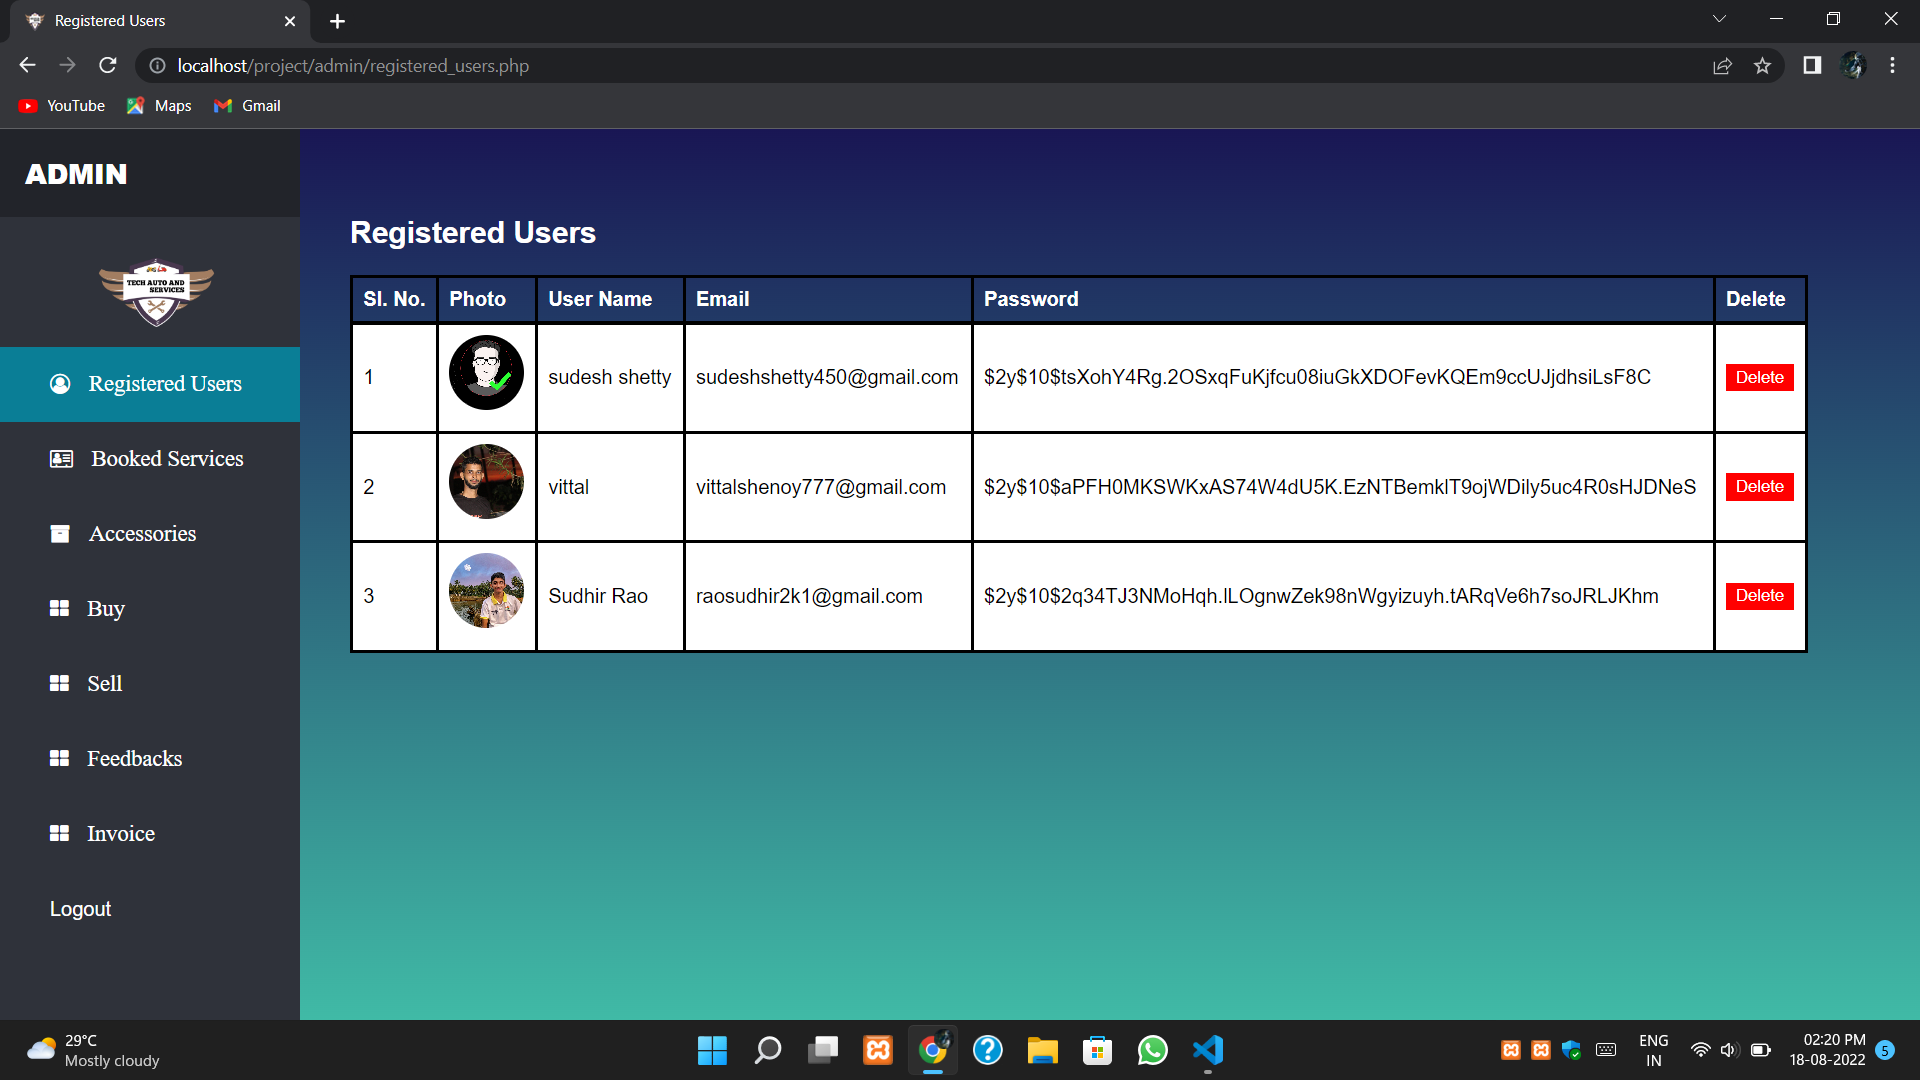 Registered Users
localhost/project/admin/registered_users.php
YouTube Maps Gmail
ADMIN
TECH AUTO AND
SERVICES
Registered Users
Booked Services
Accessories
Buy
Sell
Feedbacks
Invoice
Logout
Registered Users
Sl. No. Photo User Name Email Password Delete
1 sudesh shetty sudeshshetty450@gmail.com $2y$10$tsXohY4Rg.2OSxqFuKjfcu08iuGkXDOFevKQEm9ccUJjdhsiLsF8C Delete
2 vittal vittalshenoy777@gmail.com $2y$10$aPFH0MKSWKxAS74W4dU5K.EzNTBemklT9ojWDily5uc4R0sHJDNeS Delete
3 Sudhir Rao raosudhir2k1@gmail.com $2y$10$2q34TJ3NMoHqh.lLOgnwZek98nWgyizuyh.tARqVe6h7soJRLJKhm Delete
29°C
Mostly cloudy
ENG
IN
02:20 PM
18-08-2022
5